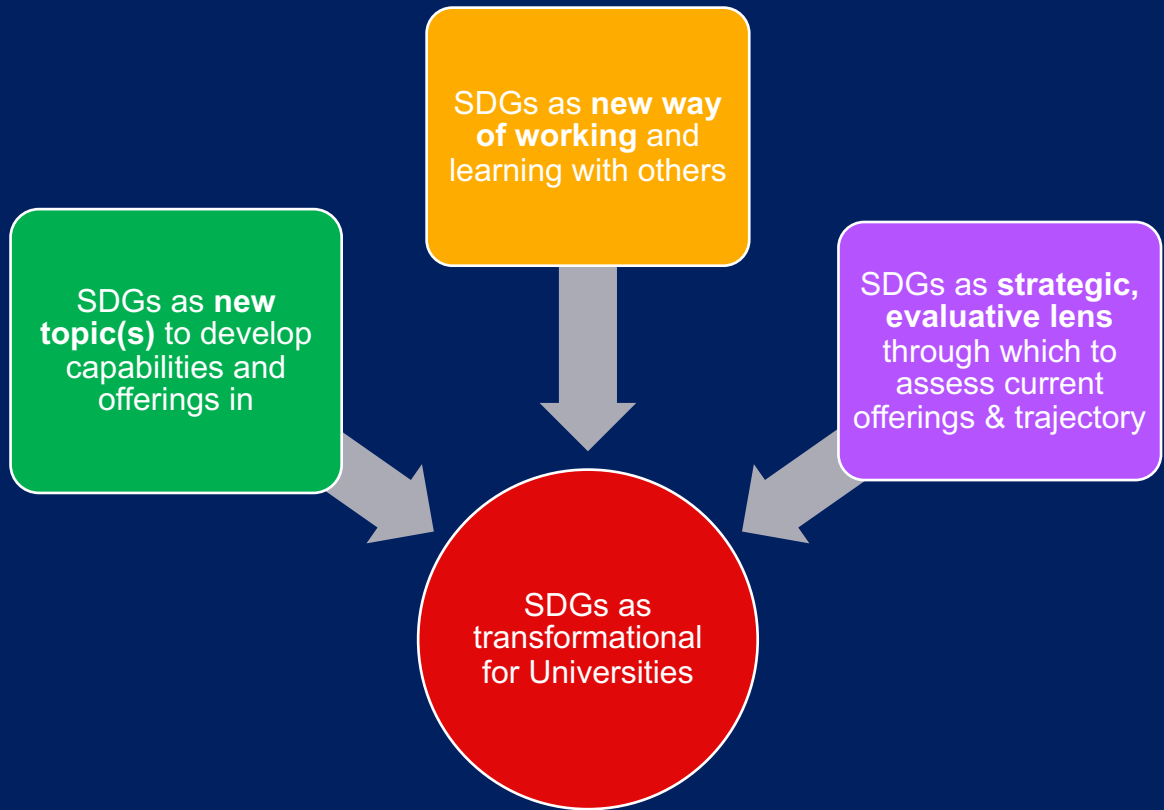 SDGs as new way
of working and
learning with others
SDGs as new
topic(s) to develop
capabilities and
offerings in
SDGs as strategic,
evaluative lens
through which to
assess current
offerings & trajectory
SDGs as
transformational
for Universities